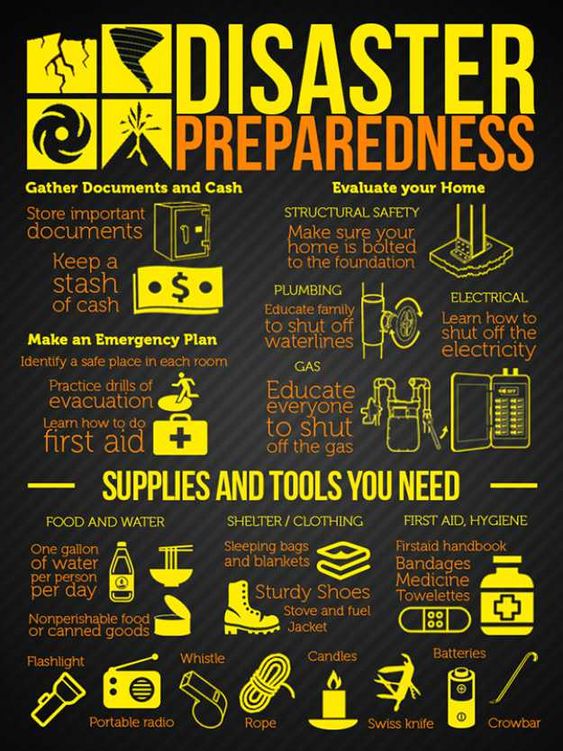 DISASTER
PREPAREDNESS
Gather Documents and Cash
Store important
documents
Keep a
stash
of cash
$
Make an Emergency Plan
Identify a safe place in each room
Practice drills of
evacuation
Learn how to do
first aid
Evaluate your Home
STRUCTURAL SAFETY
Make sure your
home is bolted
to the foundation
PLUMBING
Educate family
to shut off
waterlines
ELECTRICAL
Learn how to
shut off the
electricity
GAS
Educate
everyone
to shut
off the gas
SUPPLIES AND TOOLS YOU NEED
FOOD AND WATER
One gallon
of water
per person
per day
Nonperishable food
or canned goods
SHELTER / CLOTHING
Sleeping bags
and blankets
Sturdy Shoes
Stove and fuel
Jacket
FIRST AID, HYGIENE
Firstaid handbook
Bandages
Medicine
Towelettes
Flashlight
Portable radio
Whistle
Rope
Candles
Swiss knife
Batteries
Crowbar